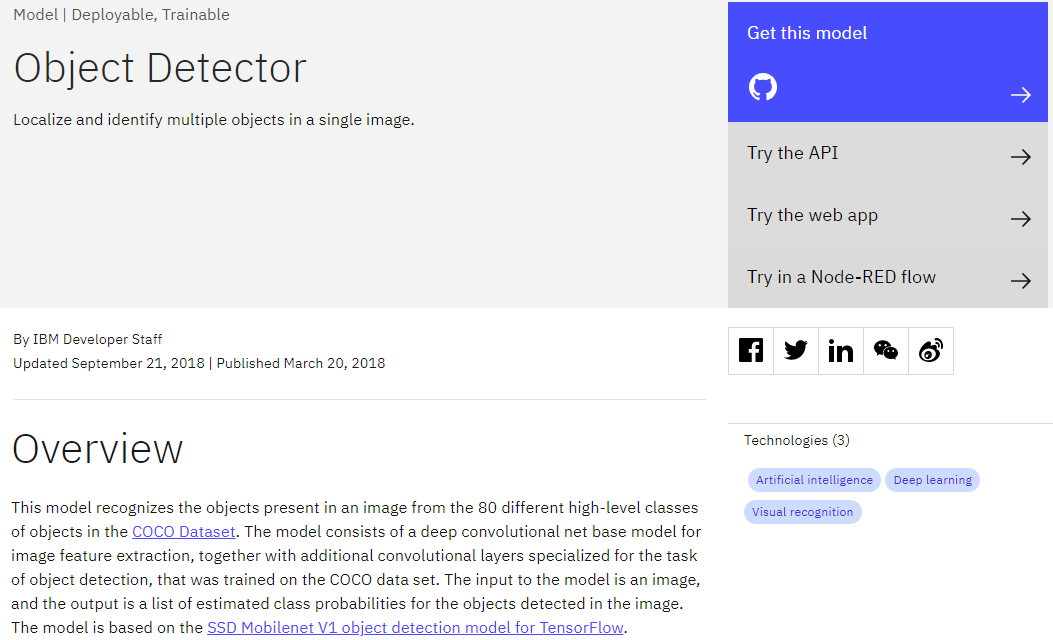 Model | Deployable, Trainable
Object Detector
Localize and identify multiple objects in a single image.
Get this model
Try the API
Try the web app
Try in a Node-RED flow
By IBM Developer Staff
Updated September 21, 2018 | Published March 20, 2018
Overview
This model recognizes the objects present in an image from the 80 different high-level classes
of objects in the COCO Dataset. The model consists of a deep convolutional net base model for
image feature extraction, together with additional convolutional layers specialized for the task
of object detection, that was trained on the COCO data set. The input to the model is an image,
and the output is a list of estimated class probabilities for the objects detected in the image.
The model is based on the SSD Mobilenet V1 object detection model for TensorFlow.
Technologies (3)
Artificial intelligence
Deep learning
Visual recognition